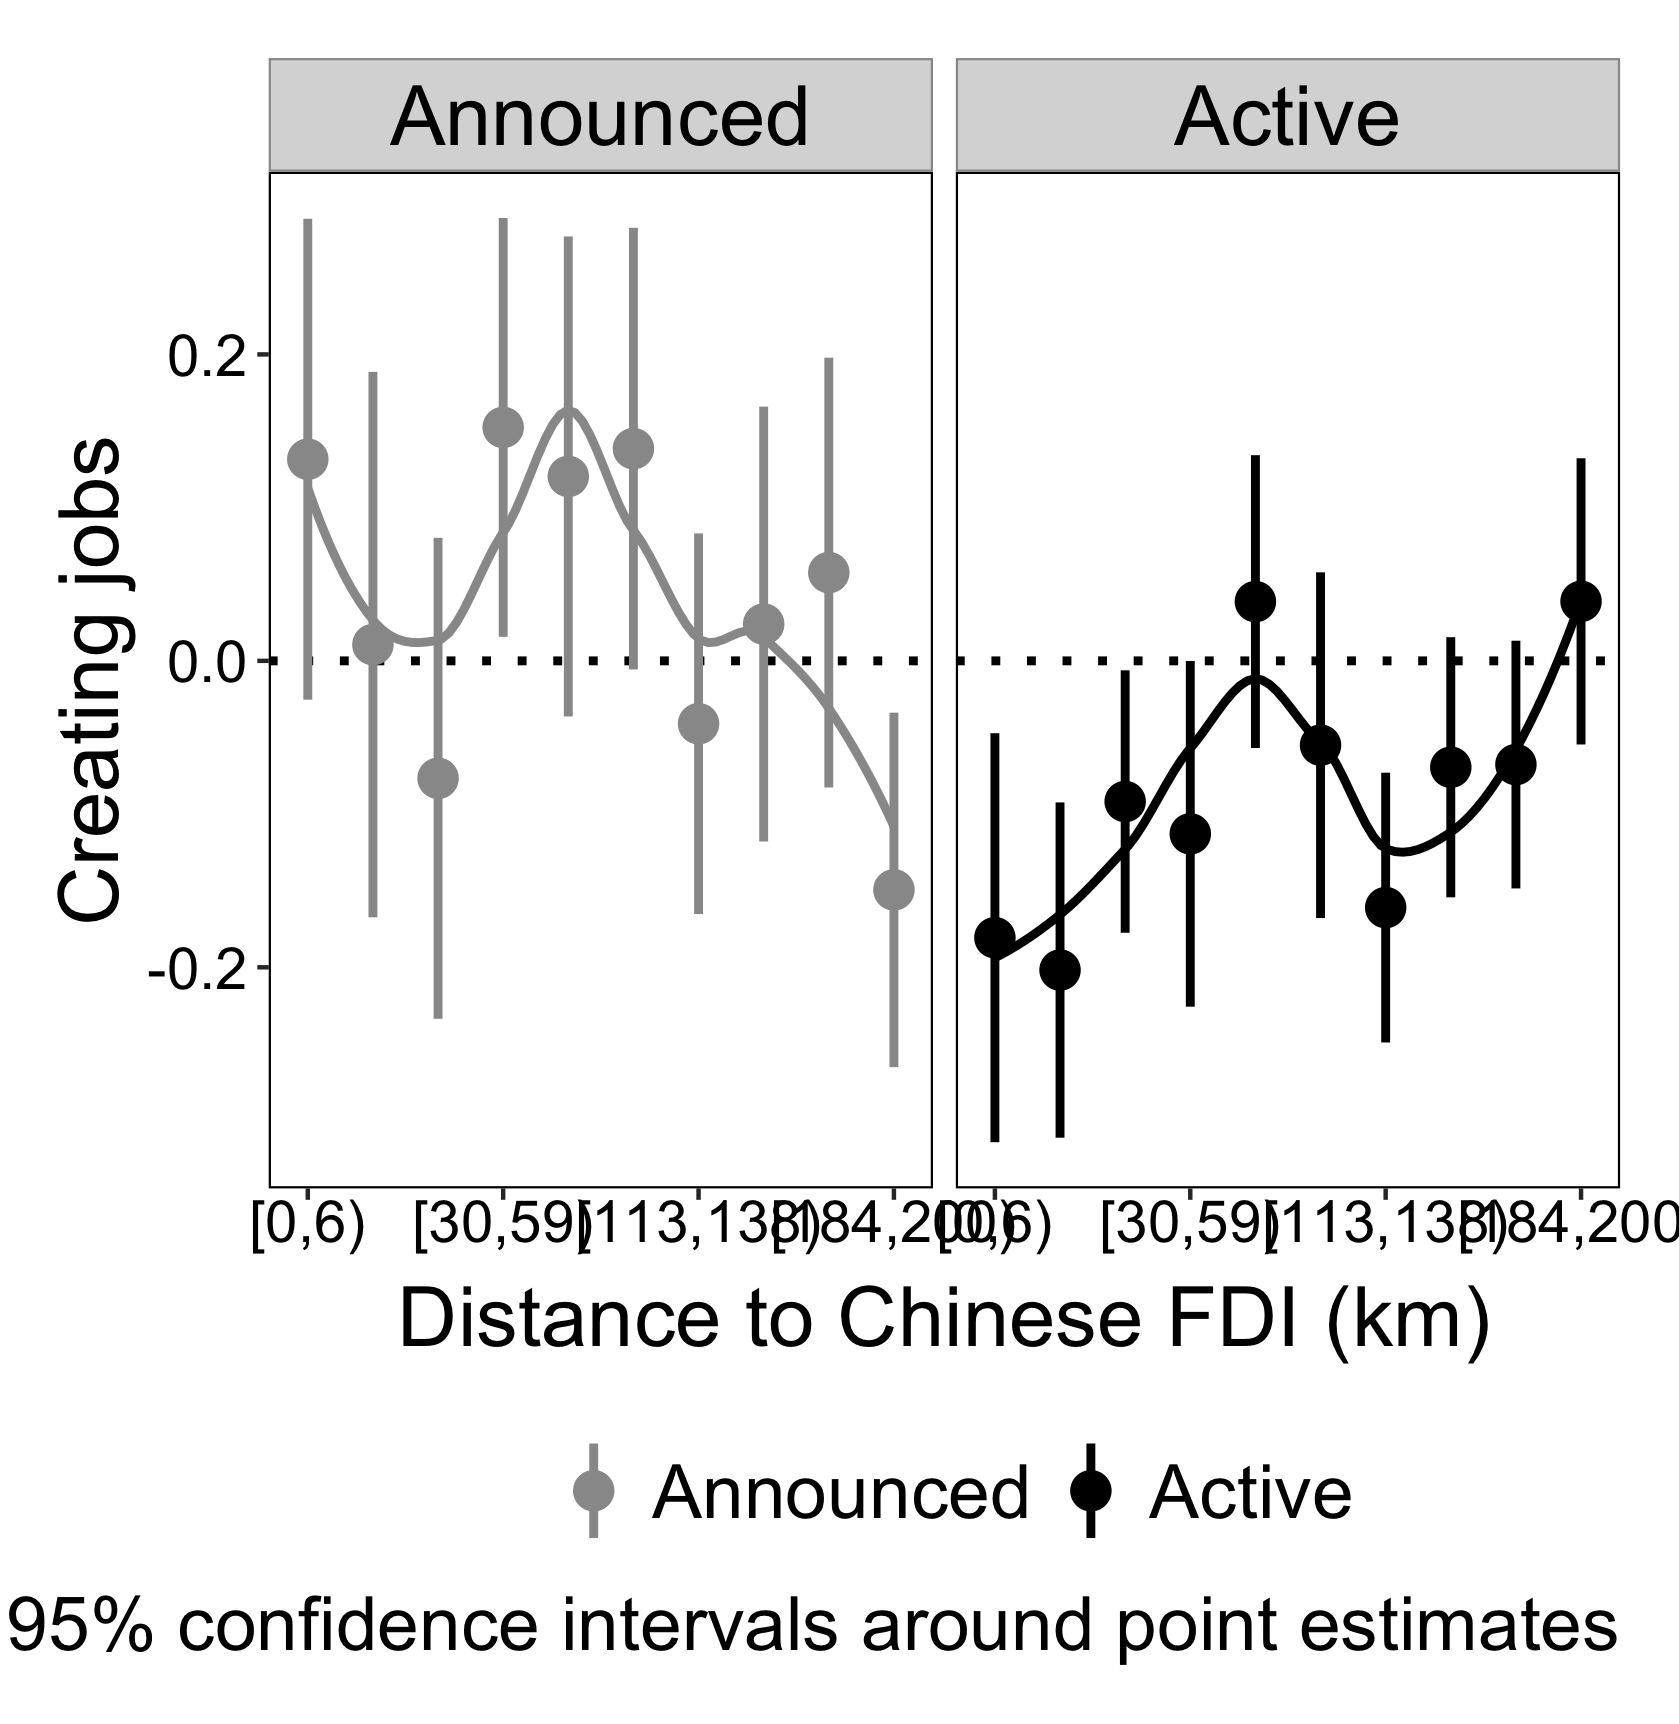 Announced
Active
Creating jobs
0.2
0.0
-0.2
[0,6)
[30,59)
[113,138)
[184,200
[0,6)
[30,59)
[113,138)
[184,200
Distance to Chinese FDI (km)
Announced
Active
95% confidence intervals around point estimates